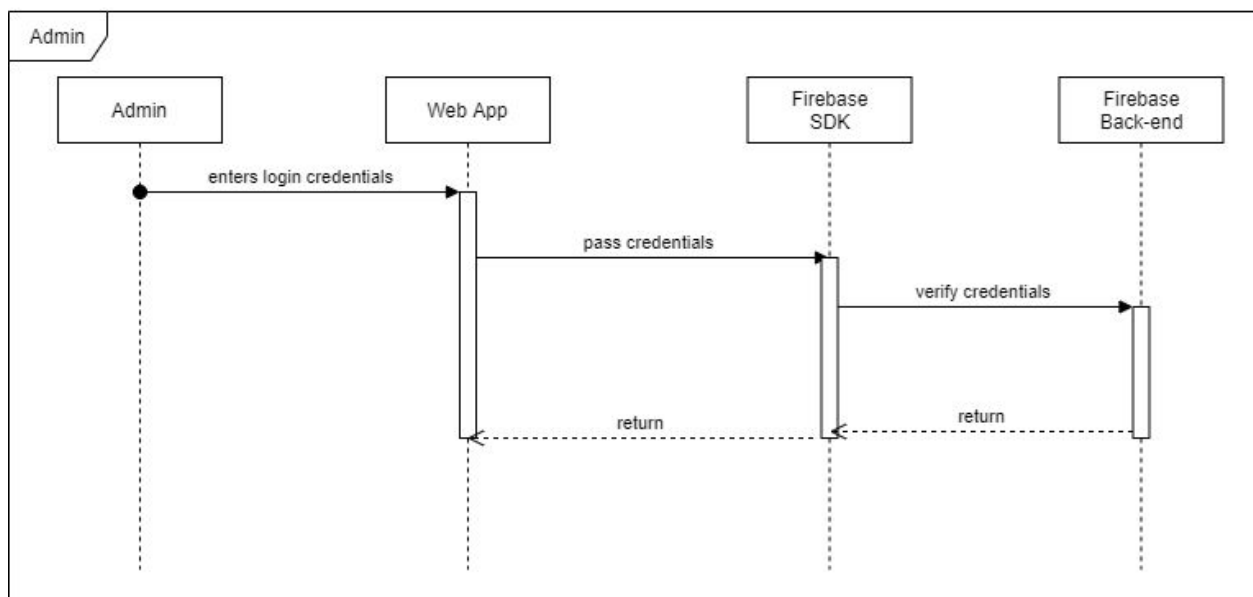 Admin
Admin
Web App
Firebase
SDK
Firebase
Back-end
enters login credentials
pass credentials
verify credentials
return
return